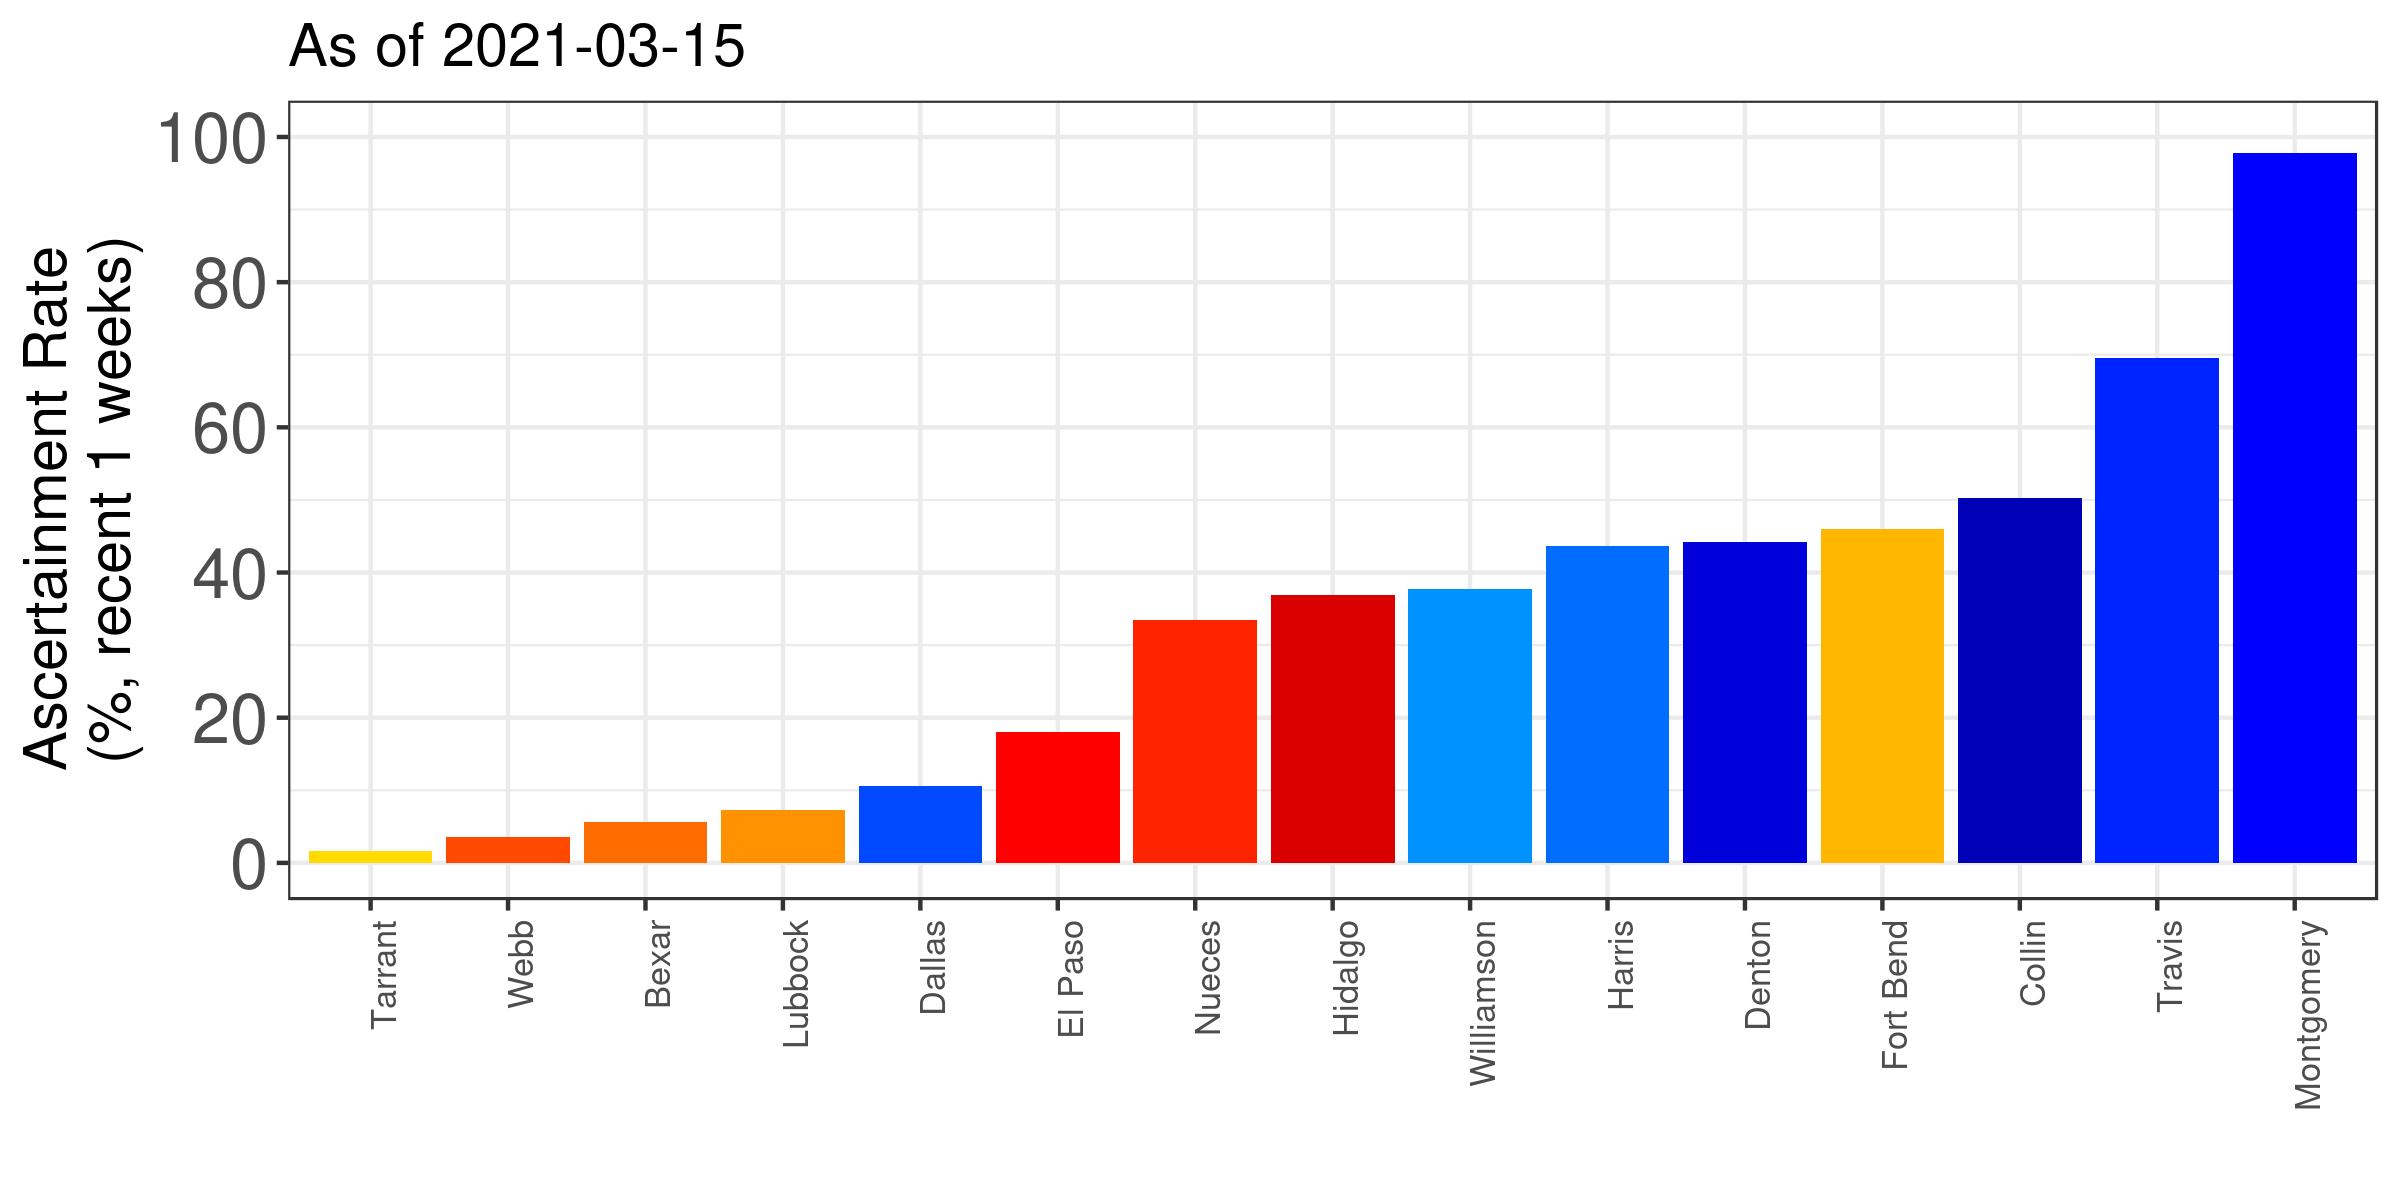 As of 2021-03-15
Ascertainment Rate
(%, recent 1 weeks)
100
80
60
40
20
0
Tarrant
Webb
Bexar
Lubbock
Dallas
El Paso
Nueces
Hidalgo
Williamson
Harris
Denton
Fort Bend
Collin
Travis
Montgomery